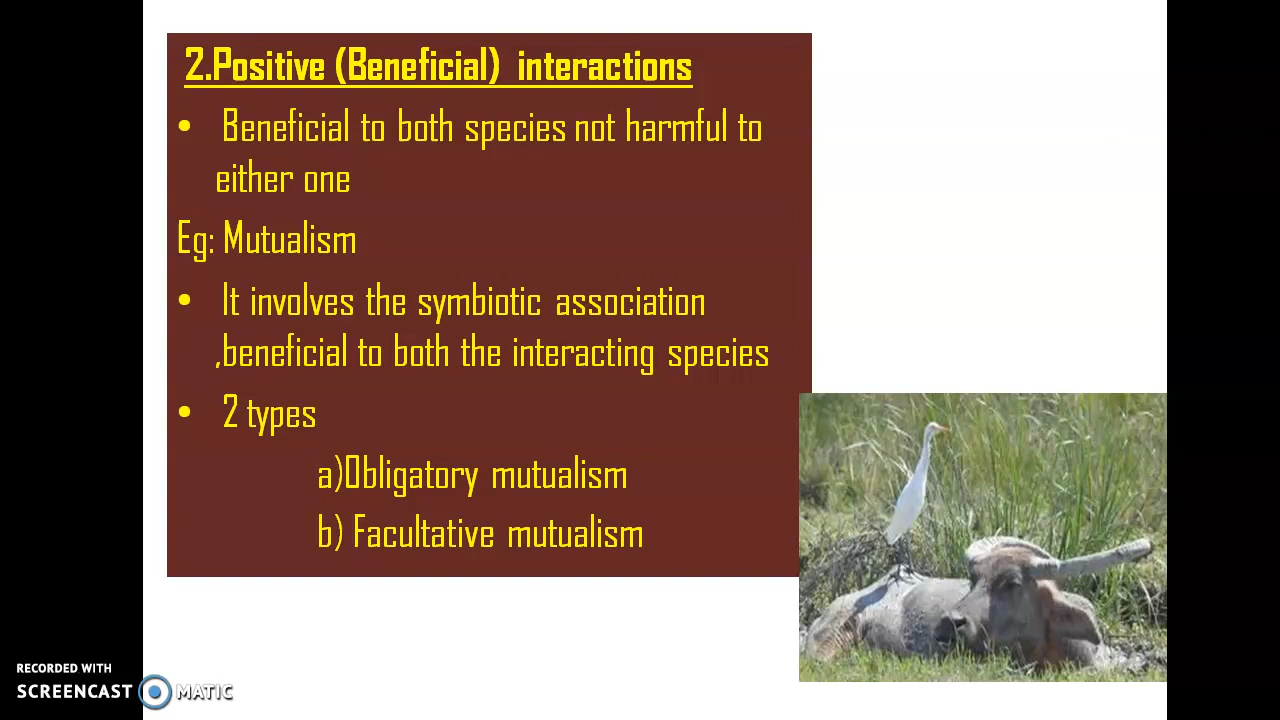 2.Positive (Beneficial) interactions
• Beneficial to both species not harmful to
either one
Eg: Mutualism
• It involves the symbiotic association
,beneficial to both the interacting species
• 2 types
a)Obligatory mutualism
b) Facultative mutualism
RECORDED WITH
SCREENCAST MATIC